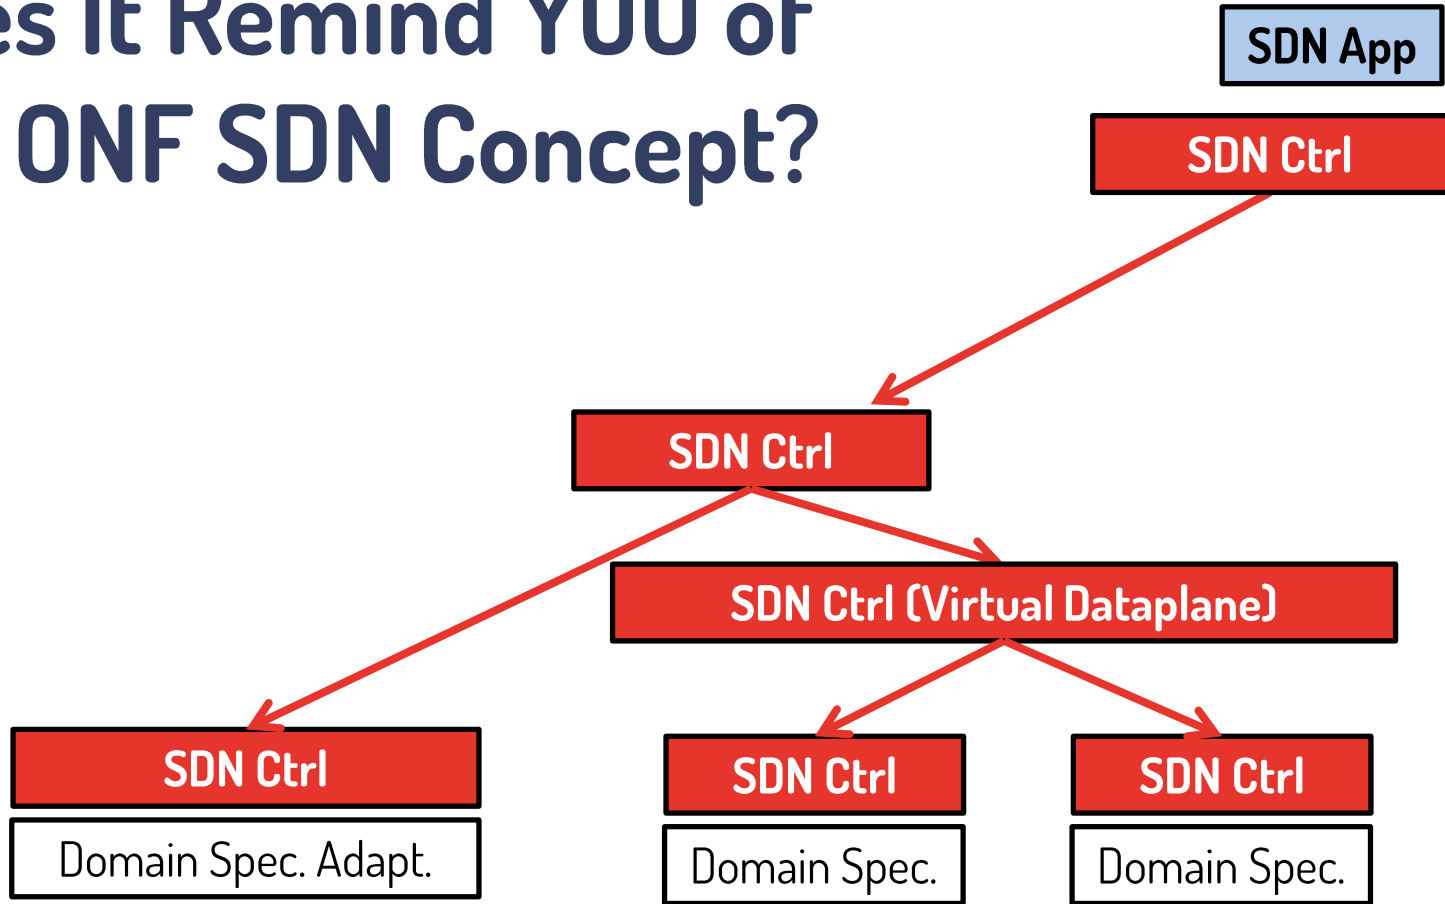 es It Remind YOU of
ONF SDN Concept?
SDN App
SDN Ctrl
SDN Ctrl
SDN Ctrl (Virtual Dataplane)
SDN Ctrl
SDN Ctrl
SDN Ctrl
Domain Spec. Adapt.
Domain Spec.
Domain Spec.